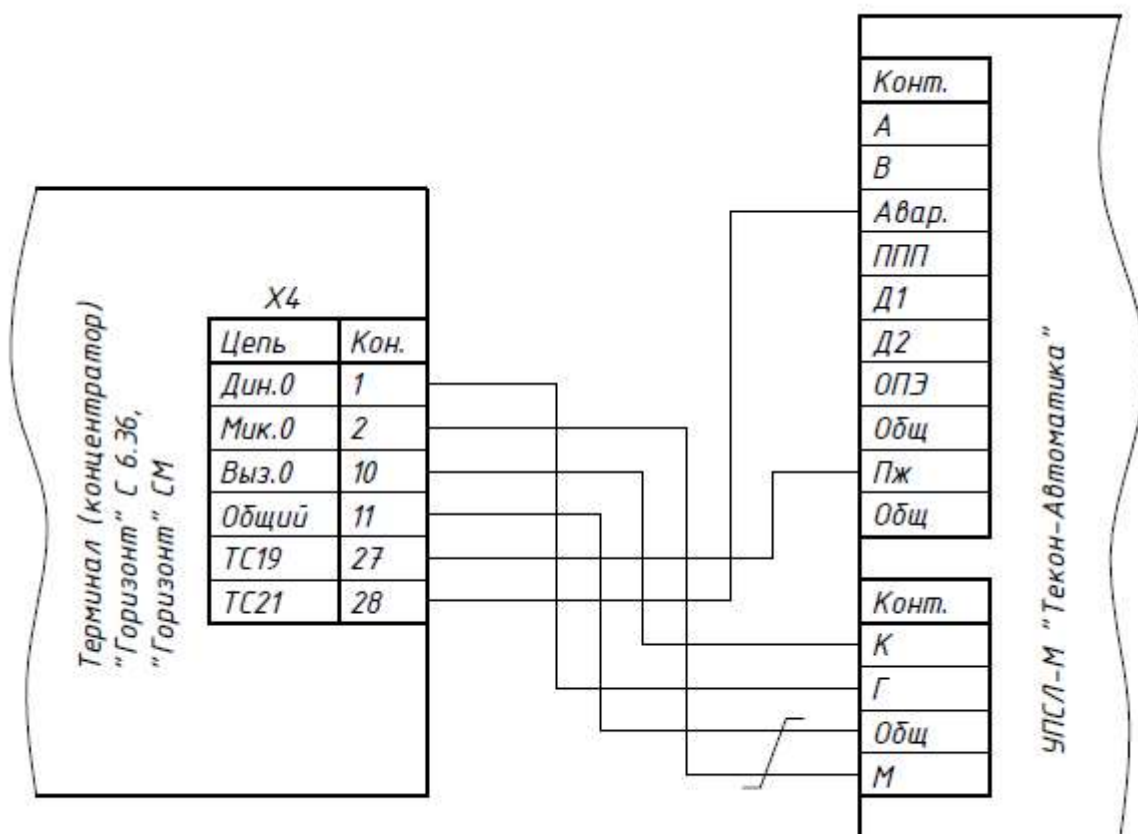 Терминал (концентратор)
"Горизонт" С 6.36,
"Горизонт" СМ
Х4
Цепь Кон.
Дин.0 1
Мик.0 2
Выз.0 10
Общий 11
ТС19 27
ТС21 28
Конт.
А
В
Авар.
ППП
Д1
Д2
ОПЭ
Общ
Пж
Общ
Конт.
К
Г
Общ
М
УПСЛ-М "Текон-Автоматика"